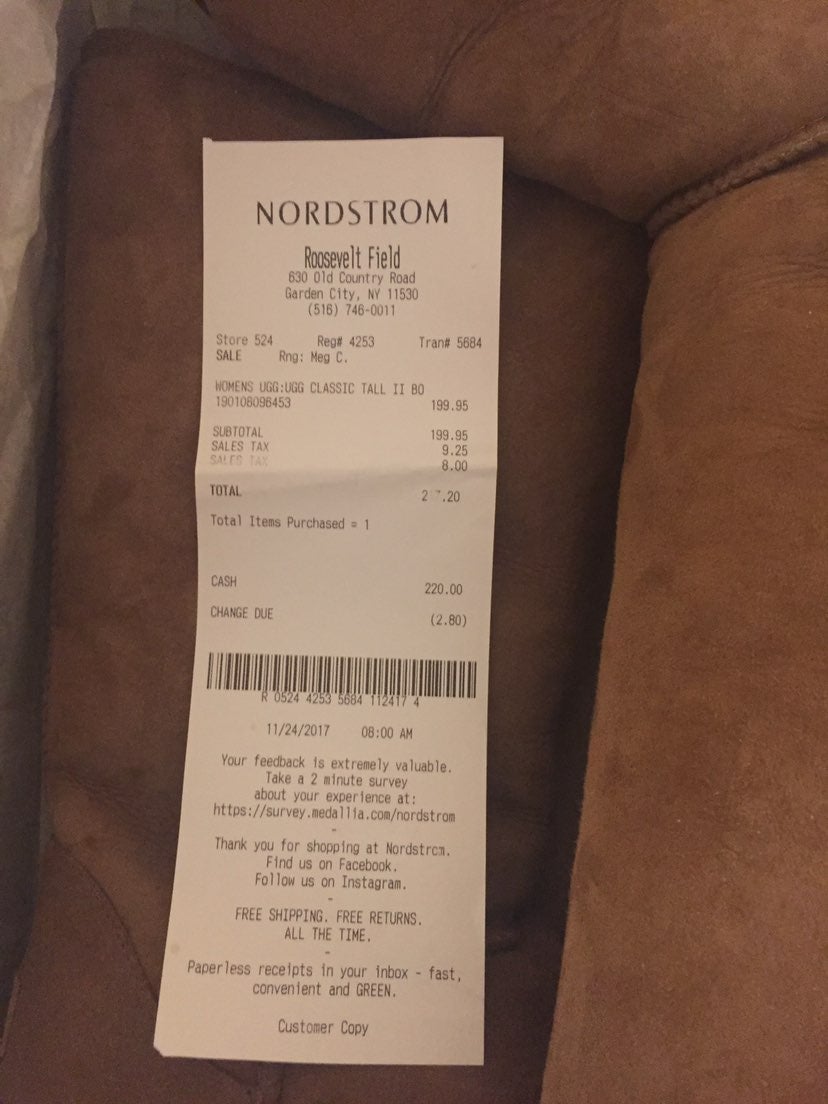 NORDSTROM
Roosevelt Field
630 Old Country Road
Garden City, NY 11530
(516) 746-0011
Store 524 Reg# 4253 Tran# 5684
SALE Rng: Meg C.
WOMENS UGG:UGG CLASSIC TALL II BO
190108096453 199.95
SUBTOTAL 199.95
SALES TAX 9.25
SALES TAX 8.00
TOTAL
Total Items Purchased = 1
CASH 220.00
CHANGE DUE (2.80)
R 0524 4253 5684 112417 4
11/24/2017 08:00 AM
Your feedback is extremely valuable.
Take a 2 minute survey
about your experience at:
https://survey.medallia.com/nordstrom
-
Thank you for shopping at Nordstrom.
Find us on Facebook.
Follow us on Instagram.
-
FREE SHIPPING. FREE RETURNS.
ALL THE TIME.
-
Paperless receipts in your inbox - fast,
convenient and GREEN.
Customer Copy